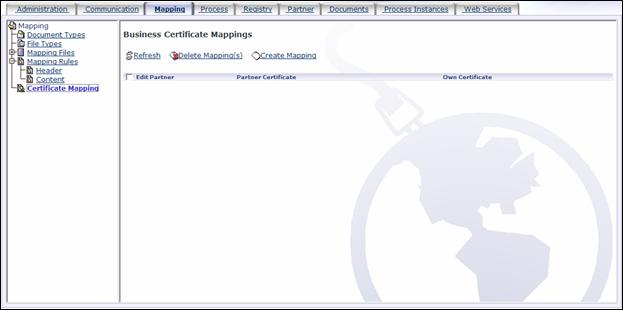 Administration Communication Mapping Process Registry Partner Documents Process Instances Web Services
Mapping
Document Types
File Types
Mapping Files
Mapping Rules
Header
Content
Certificate Mapping
Business Certificate Mappings
Refresh Delete Mapping(s) Create Mapping
Edit Partner Partner Certificate Own Certificate